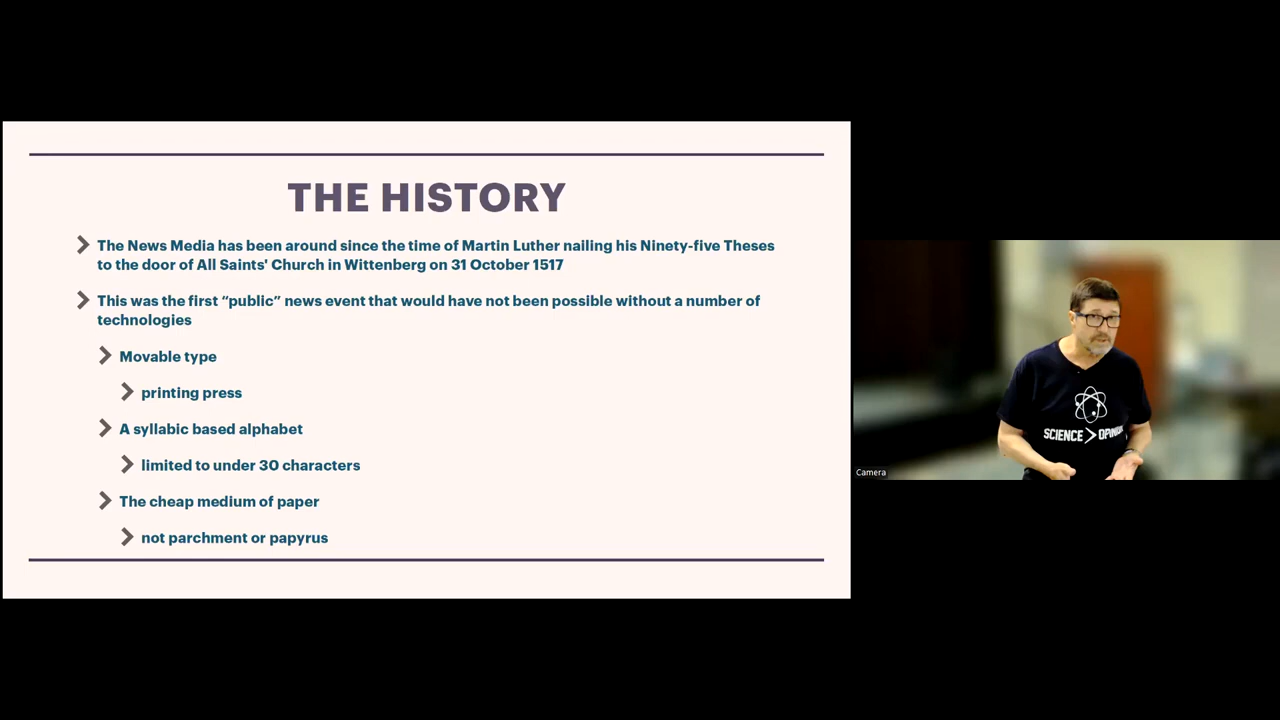 THE HISTORY
The News Media has been around since the time of Martin Luther nailing his Ninety-five Theses
to the door of All Saints' Church in Wittenberg on 31 October 1517
This was the first “public” news event that would have not been possible without a number of
technologies
Movable type
printing press
A syllabic based alphabet
limited to under 30 characters
The cheap medium of paper
not parchment or papyrus
SCIENCE >
Camera